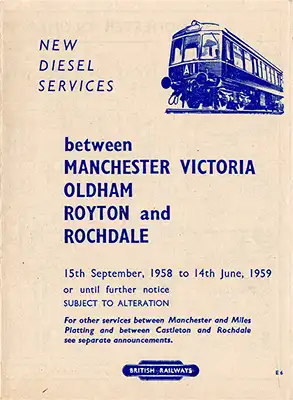 NEW
DIESEL
SERVICES
A
between
MANCHESTER VICTORIA
OLDHAM
ROYTON and
ROCHDALE
15th September, 1958 to 14th June, 1959
or until further notice
SUBJECT TO ALTERATION
For other services between Manchester and Miles
Platting and between Castleton and Rochdale
see separate announcements.
BRITISH RAILWAYS
E 6